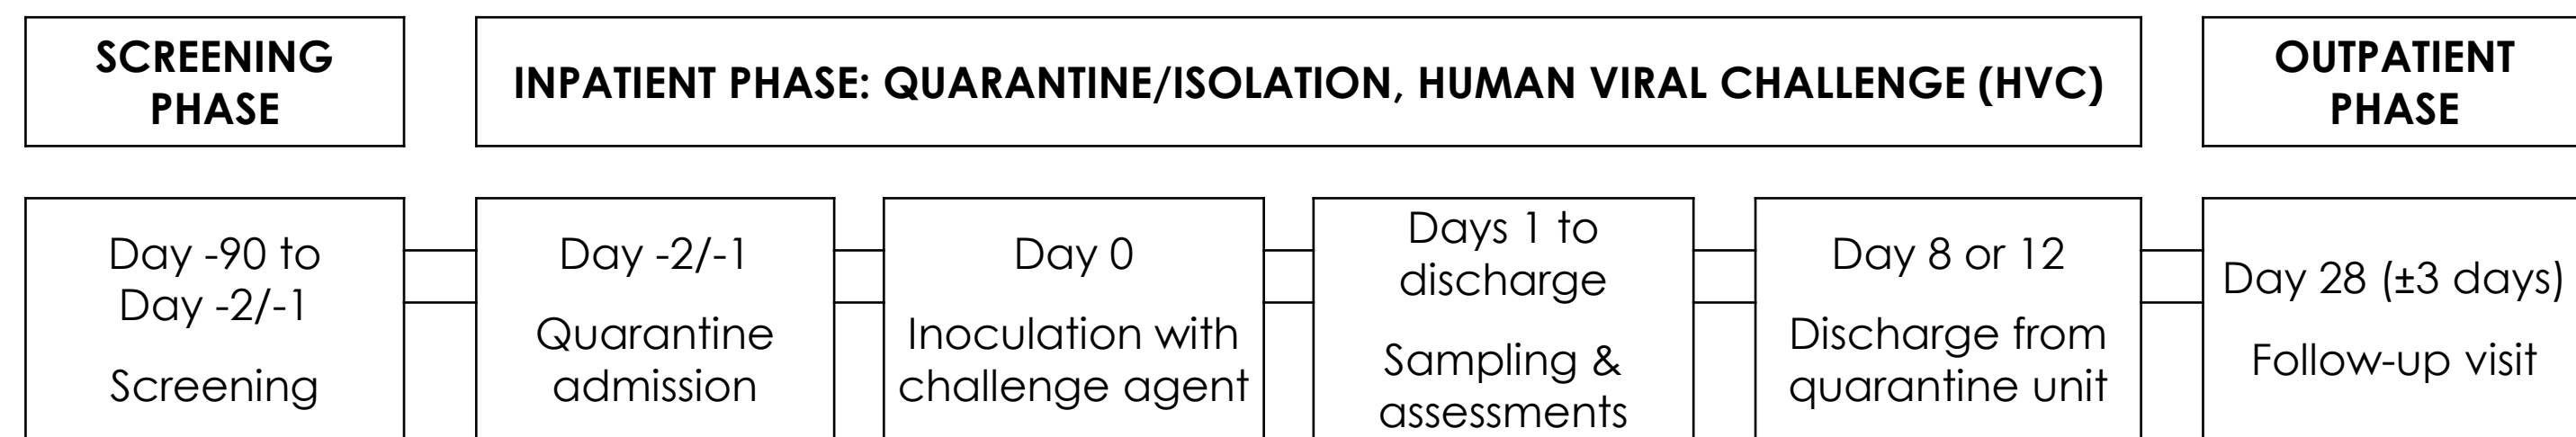 SCREENING
PHASE
INPATIENT PHASE: QUARANTINE/ISOLATION, HUMAN VIRAL CHALLENGE (HVC)
OUTPATIENT
PHASE
Day -90 to
Day -2/-1
Screening
Day -2/-1
Quarantine
admission
Day 0
Inoculation with
challenge agent
Days 1 to
discharge
Sampling &
assessments
Day 8 or 12
Discharge from
quarantine unit
Day 28 (±3 days)
Follow-up visit